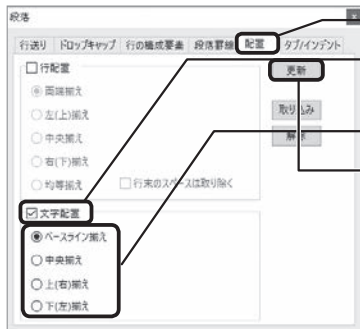 段落
行送り ドロップキャップ 行の構成要素 段落罫線 配置 タブ/インデント
行配置
両端揃え
左(上)揃え
中央揃え
右(下)揃え
均等揃え 行末のスペースは取り除く
更新
取り込み
解除
文字配置
ベースライン揃え
中央揃え
上(右)揃え
下(左)揃え